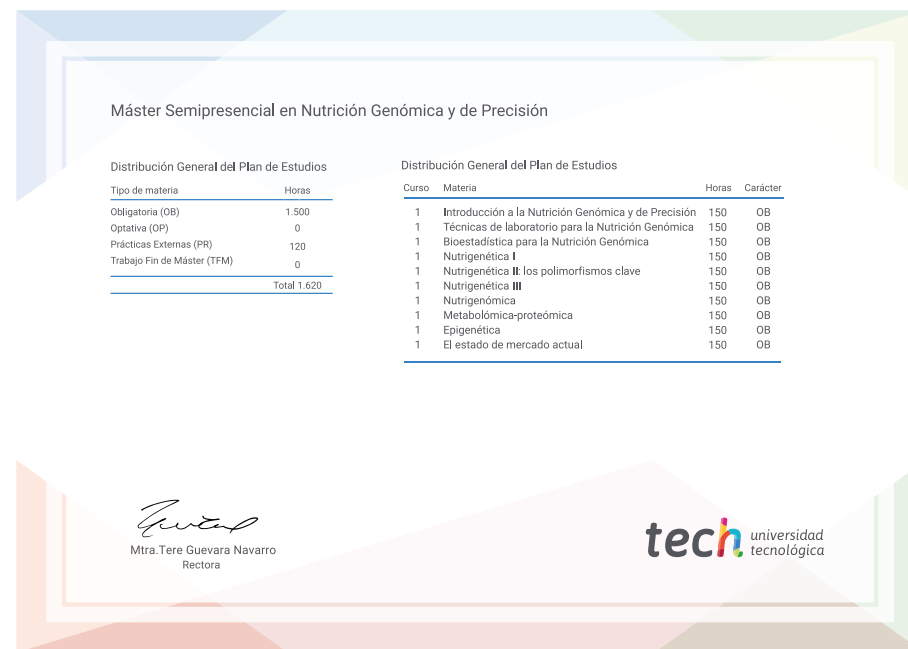 Máster Semipresencial en Nutrición Genómica y de Precisión
Distribución General del Plan de Estudios
Tipo de materia Horas
Obligatoria (OB) 1.500
Optativa (OP) 0
Prácticas Externas (PR) 120
Trabajo Fin de Máster (TFM) 0
Total 1.620
Distribución General del Plan de Estudios
Curso Materia Horas Carácter
1 Introducción a la Nutrición Genómica y de Precisión 150 OB
1 Técnicas de laboratorio para la Nutrición Genómica 150 OB
1 Bioestadística para la Nutrición Genómica 150 OB
1 Nutrigenética I 150 OB
1 Nutrigenética II: los polimorfismos clave 150 OB
1 Nutrigenética III 150 OB
1 Nutrigenómica 150 OB
1 Metabolómica-proteómica 150 OB
1 Epigenética 150 OB
1 El estado de mercado actual 150 OB
Mtra.Tere Guevara Navarro
Rectora
tech universidad
tecnológica